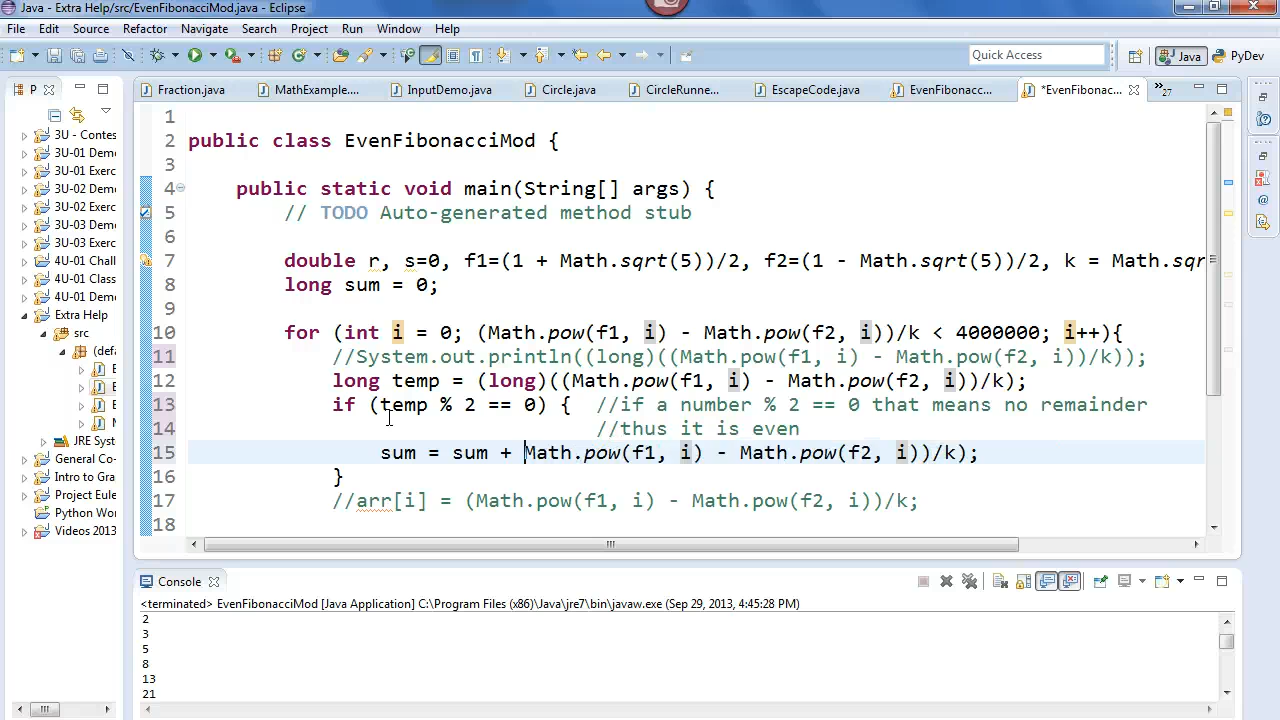 Java - Extra Help/src/EvenFibonacciMod.java - Eclipse
File Edit Source Refactor Navigate Search Project Run Window Help
Quick Access Java PyDev
P Fraction.java MathExample.... InputDemo.java Circle.java CircleRunne... EscapeCode.java EvenFibonacc... *EvenFibonac... »27
3U - Contes
3U-01 Demo
3U-01 Exerc
3U-02 Demo
3U-02 Exerc
3U-03 Demo
3U-03 Exerc
4U-01 Chall
4U-01 Class
4U-01 Demo
Extra Help
src
(defa
E
E
E
M
JRE Syst
General Co
Intro to Gra
Project Eule
Python Wor
Videos 2013
1
2 public class EvenFibonacciMod {
3
4 public static void main(String[] args) {
5 // TODO Auto-generated method stub
6
7 double r, s=0, f1=(1 + Math.sqrt(5))/2, f2=(1 - Math.sqrt(5))/2, k = Math.sqr
8 long sum = 0;
9
10 for (int i = 0; (Math.pow(f1, i) - Math.pow(f2, i))/k < 4000000; i++){
11 //System.out.println((long)((Math.pow(f1, i) - Math.pow(f2, i))/k));
12 long temp = (long)((Math.pow(f1, i) - Math.pow(f2, i))/k);
13 if (temp % 2 == 0) { //if a number % 2 == 0 that means no remainder
14 //thus it is even
15 sum = sum + Math.pow(f1, i) - Math.pow(f2, i))/k);
16 }
17 //arr[i] = (Math.pow(f1, i) - Math.pow(f2, i))/k;
18
Console
<terminated> EvenFibonacciMod [Java Application] C:\Program Files (x86)\Java\jre7\bin\javaw.exe (Sep 29, 2013, 4:45:28 PM)
2
3
5
8
13
21